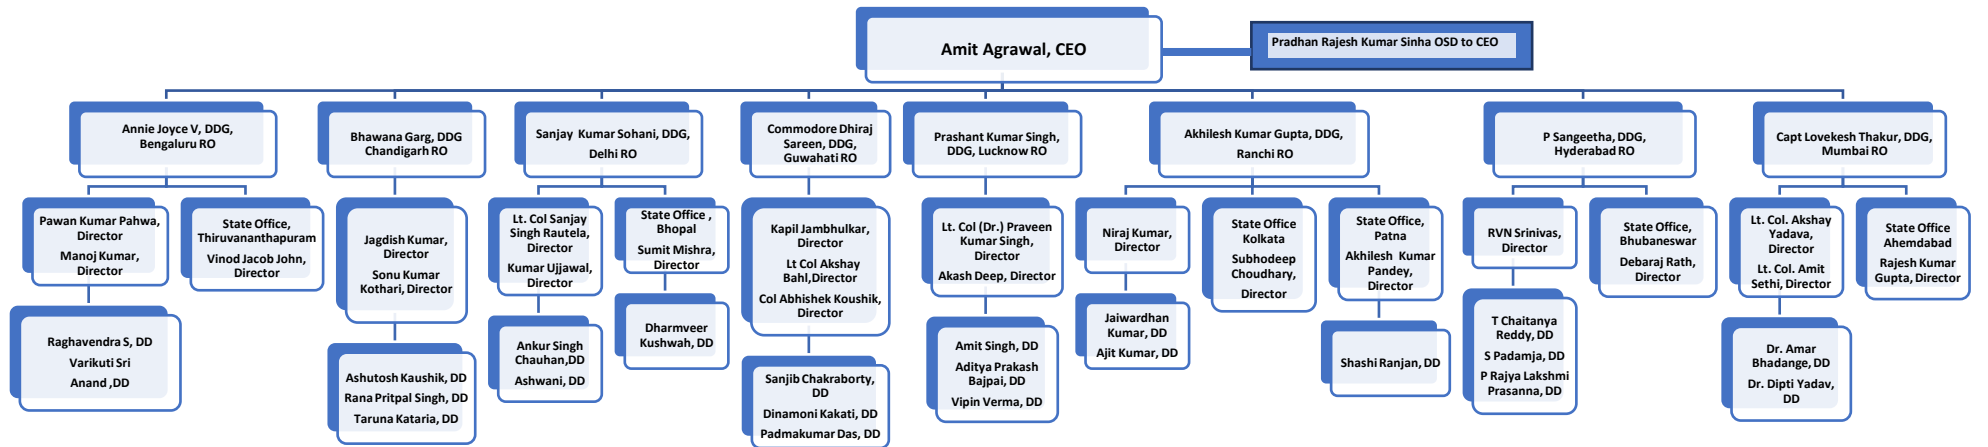 Amit Agrawal, CEO
Pradhan Rajesh Kumar Sinha OSD to CEO
Annie Joyce V, DDG,
Bengaluru RO
Bhawana Garg, DDG
Chandigarh RO
Sanjay Kumar Sohani, DDG,
Delhi RO
Commodore Dhiraj
Sareen, DDG,
Guwahati RO
Prashant Kumar Singh,
DDG, Lucknow RO
Akhilesh Kumar Gupta, DDG,
Ranchi RO
P Sangeetha, DDG,
Hyderabad RO
Capt Lovekesh Thakur, DDG,
Mumbai RO
Pawan Kumar Pahwa,
Director
Manoj Kumar,
Director
State Office,
Thiruvananthapuram
Vinod Jacob John,
Director
Jagdish Kumar,
Director
Sonu Kumar
Kothari, Director
Lt. Col Sanjay
Singh Rautela,
Director
Kumar Ujjawal,
Director
State Office ,
Bhopal
Sumit Mishra,
Director
Kapil Jambhulkar,
Director
Lt Col Akshay
Bahl,Director
Col Abhishek Koushik,
Director
Lt. Col (Dr.) Praveen
Kumar Singh,
Director
Akash Deep, Director
Niraj Kumar,
Director
State Office
Kolkata
Subhodeep
Choudhary,
Director
State Office,
Patna
Akhilesh Kumar
Pandey,
Director
RVN Srinivas,
Director
State Office,
Bhubaneswar
Debaraj Rath,
Director
Lt. Col. Akshay
Yadava,
Director
Lt. Col. Amit
Sethi, Director
State Office
Ahemdabad
Rajesh Kumar
Gupta, Director
Raghavendra S, DD
Varikuti Sri
Anand ,DD
Ashutosh Kaushik, DD
Rana Pritpal Singh, DD
Taruna Kataria, DD
Ankur Singh
Chauhan,DD
Ashwani, DD
Dharmveer
Kushwah, DD
Sanjib Chakraborty,
DD
Dinamoni Kakati, DD
Padmakumar Das, DD
Amit Singh, DD
Aditya Prakash
Bajpai, DD
Vipin Verma, DD
Jaiwardhan
Kumar, DD
Ajit Kumar, DD
Shashi Ranjan, DD
T Chaitanya
Reddy, DD
S Padamja, DD
P Rajya Lakshmi
Prasanna, DD
Dr. Amar
Bhadange, DD
Dr. Dipti Yadav,
DD